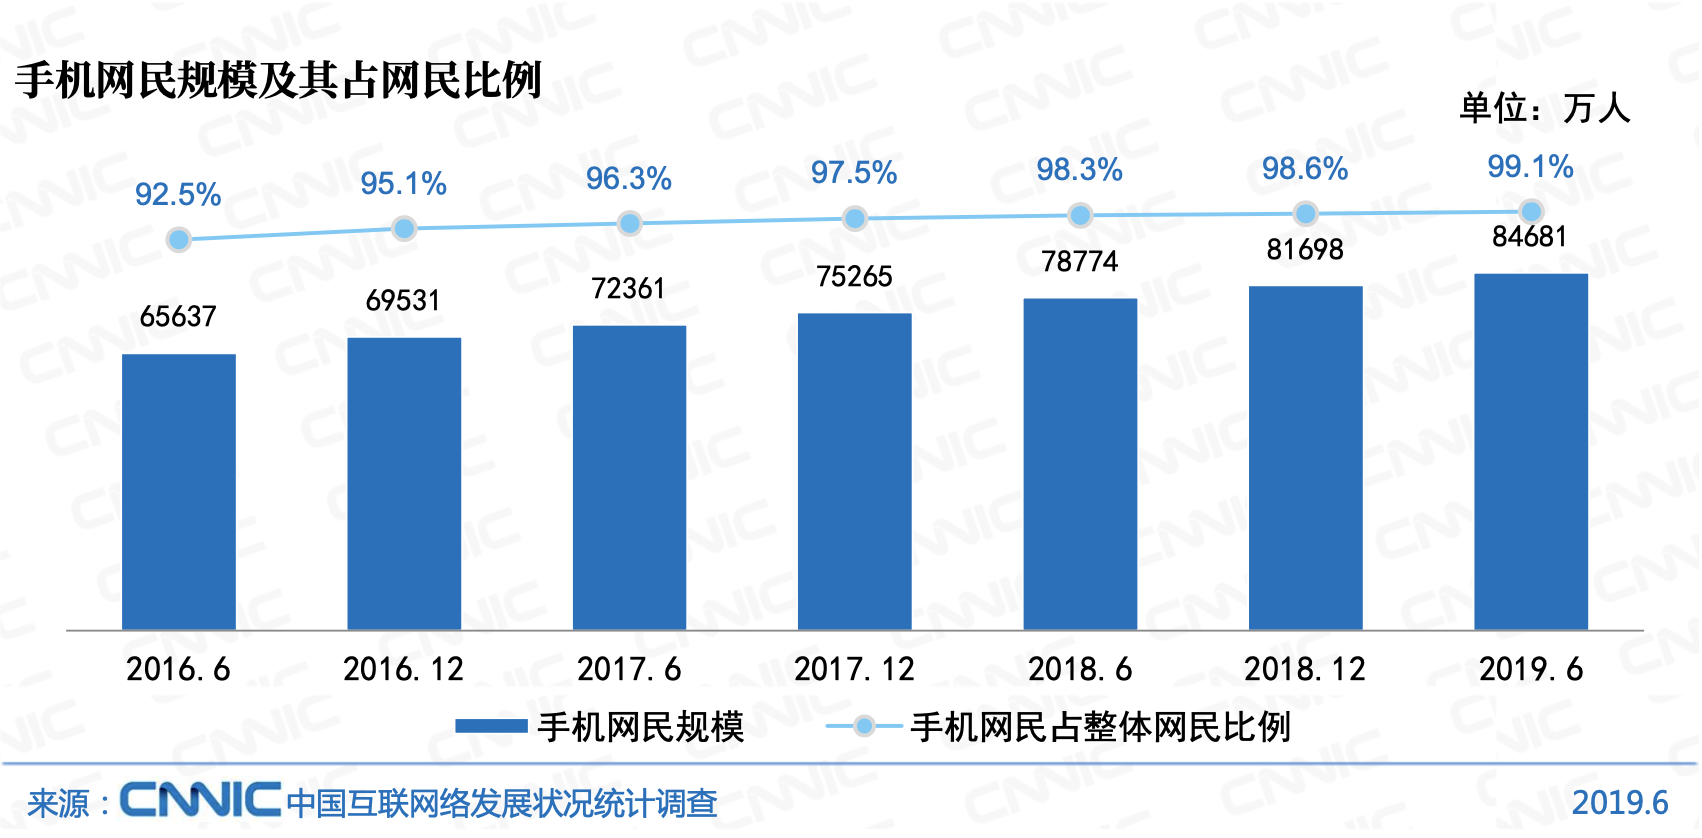 手机网民规模及其占网民比例
单位：万人
92.5% 95.1% 96.3% 97.5% 98.3% 98.6% 99.1%
65637 69531 72361 75265 78774 81698 84681
2016.6 2016.12 2017.6 2017.12 2018.6 2018.12 2019.6
手机网民规模 手机网民占整体网民比例
来源：CNNIC中国互联网络发展状况统计调查 2019.6